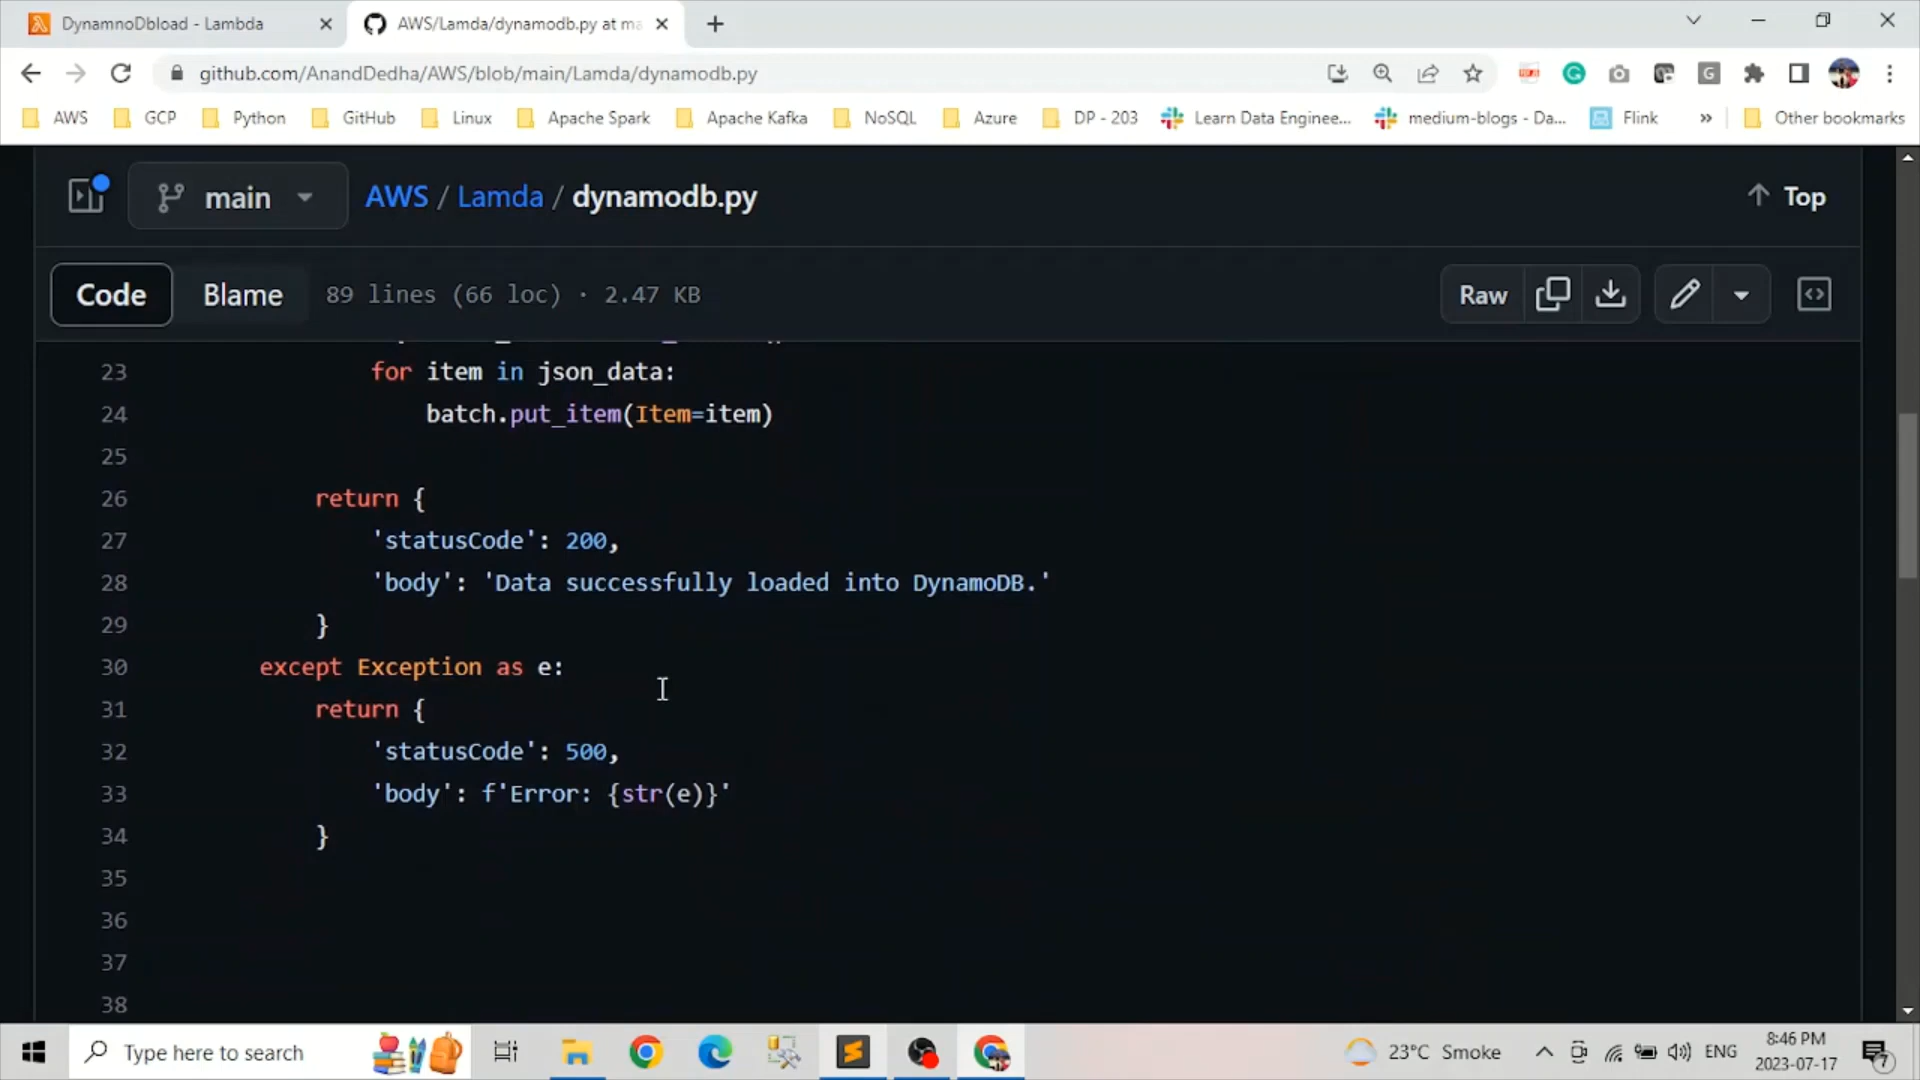 DynamnoDbload - Lambda
AWS/Lamda/dynamodb.py at ma
github.com/AnandDedha/AWS/blob/main/Lamda/dynamodb.py
AWS
GCP
Python
GitHub
Linux
Apache Spark
Apache Kafka
NoSQL
Azure
DP - 203
Learn Data Enginee...
medium-blogs - Da...
Flink
»
Other bookmarks
main
AWS / Lamda / dynamodb.py
Top
Code
Blame
89 lines (66 loc) · 2.47 KB
Raw
23 for item in json_data:
24 batch.put_item(Item=item)
25
26 return {
27 'statusCode': 200,
28 'body': 'Data successfully loaded into DynamoDB.'
29 }
30 except Exception as e:
31 return {
32 'statusCode': 500,
33 'body': f'Error: {str(e)}'
34 }
35
36
37
38
Type here to search
23°C Smoke
ENG
8:46 PM
2023-07-17
7